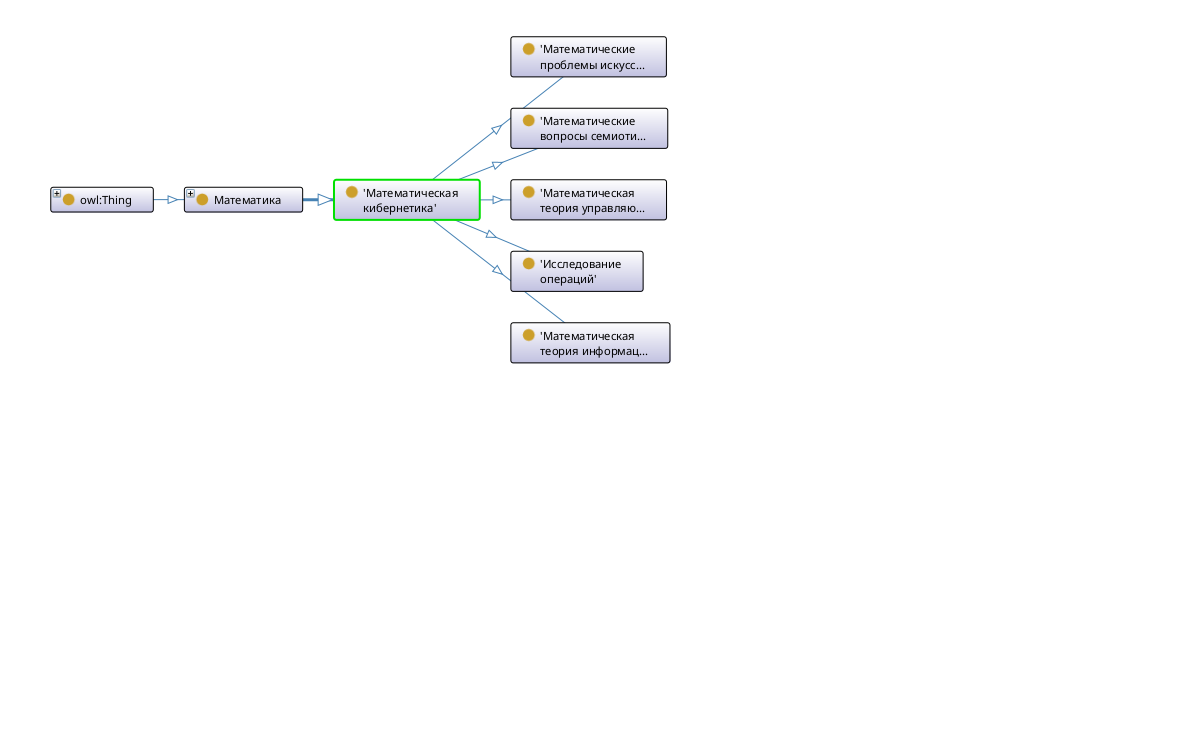 'Математические
проблемы искусс...
'Математические
вопросы семиоти...
owl:Thing
Математика
'Математическая
кибернетика'
'Математическая
теория управляю...
'Исследование
операций'
'Математическая
теория информац...